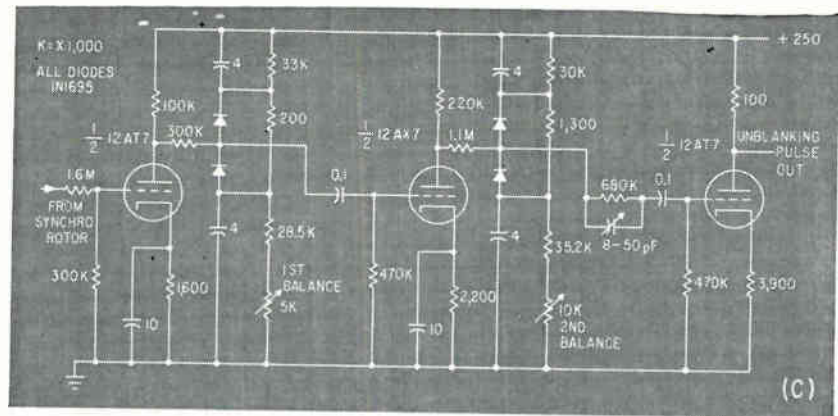 K = X 1,000
ALL DIODES
IN1695
+ 250
4
33K
4
30K
100K
200
220K
1,300
100
1/2 12AT7
300K
1/2 12AX7
1.1M
1/2 12AT7
UNBLANKING
PULSE
OUT
1.6M
FROM
SYNCHRO
ROTOR
0.1
680K
0.1
8-50 pF
4
28.5K
4
35.2K
300K
1,600
1ST
BALANCE
5K
470K
2,200
10K
2ND
BALANCE
470K
3,900
10
10
(C)